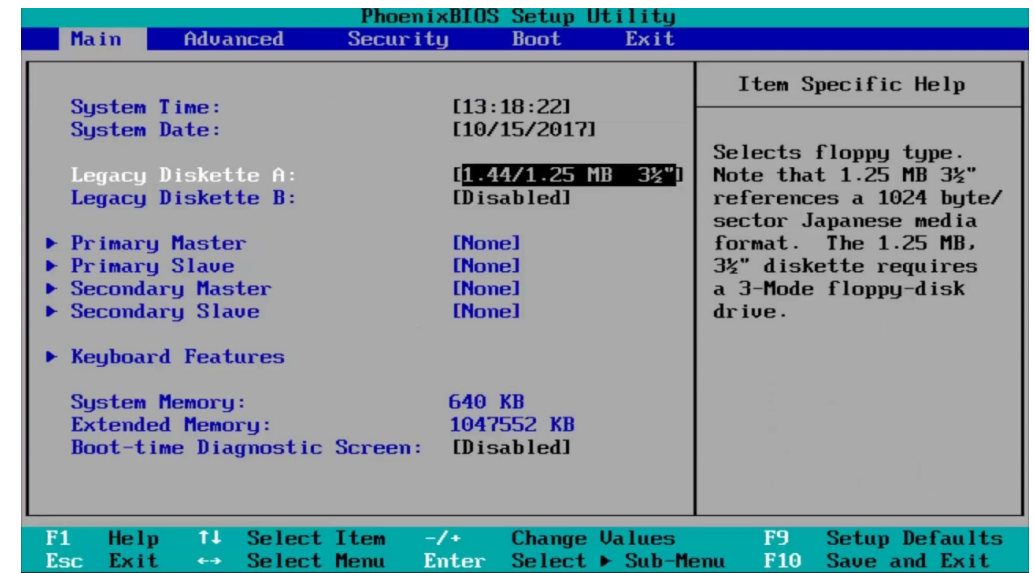 PhoenixBIOS Setup Utility
Main Advanced Security Boot Exit
System Time: [13:18:22]
System Date: [10/15/2017]
Legacy Diskette A: [1.44/1.25 MB 3½"]
Legacy Diskette B: [Disabled]
▶ Primary Master [None]
▶ Primary Slave [None]
▶ Secondary Master [None]
▶ Secondary Slave [None]
▶ Keyboard Features
System Memory: 640 KB
Extended Memory: 1047552 KB
Boot-time Diagnostic Screen: [Disabled]
Item Specific Help
Selects floppy type.
Note that 1.25 MB 3½"
references a 1024 byte/
sector Japanese media
format. The 1.25 MB,
3½" diskette requires
a 3-Mode floppy-disk
drive.
F1 Help ↑↓ Select Item -/+ Change Values F9 Setup Defaults
Esc Exit ↔ Select Menu Enter Select ▶ Sub-Menu F10 Save and Exit